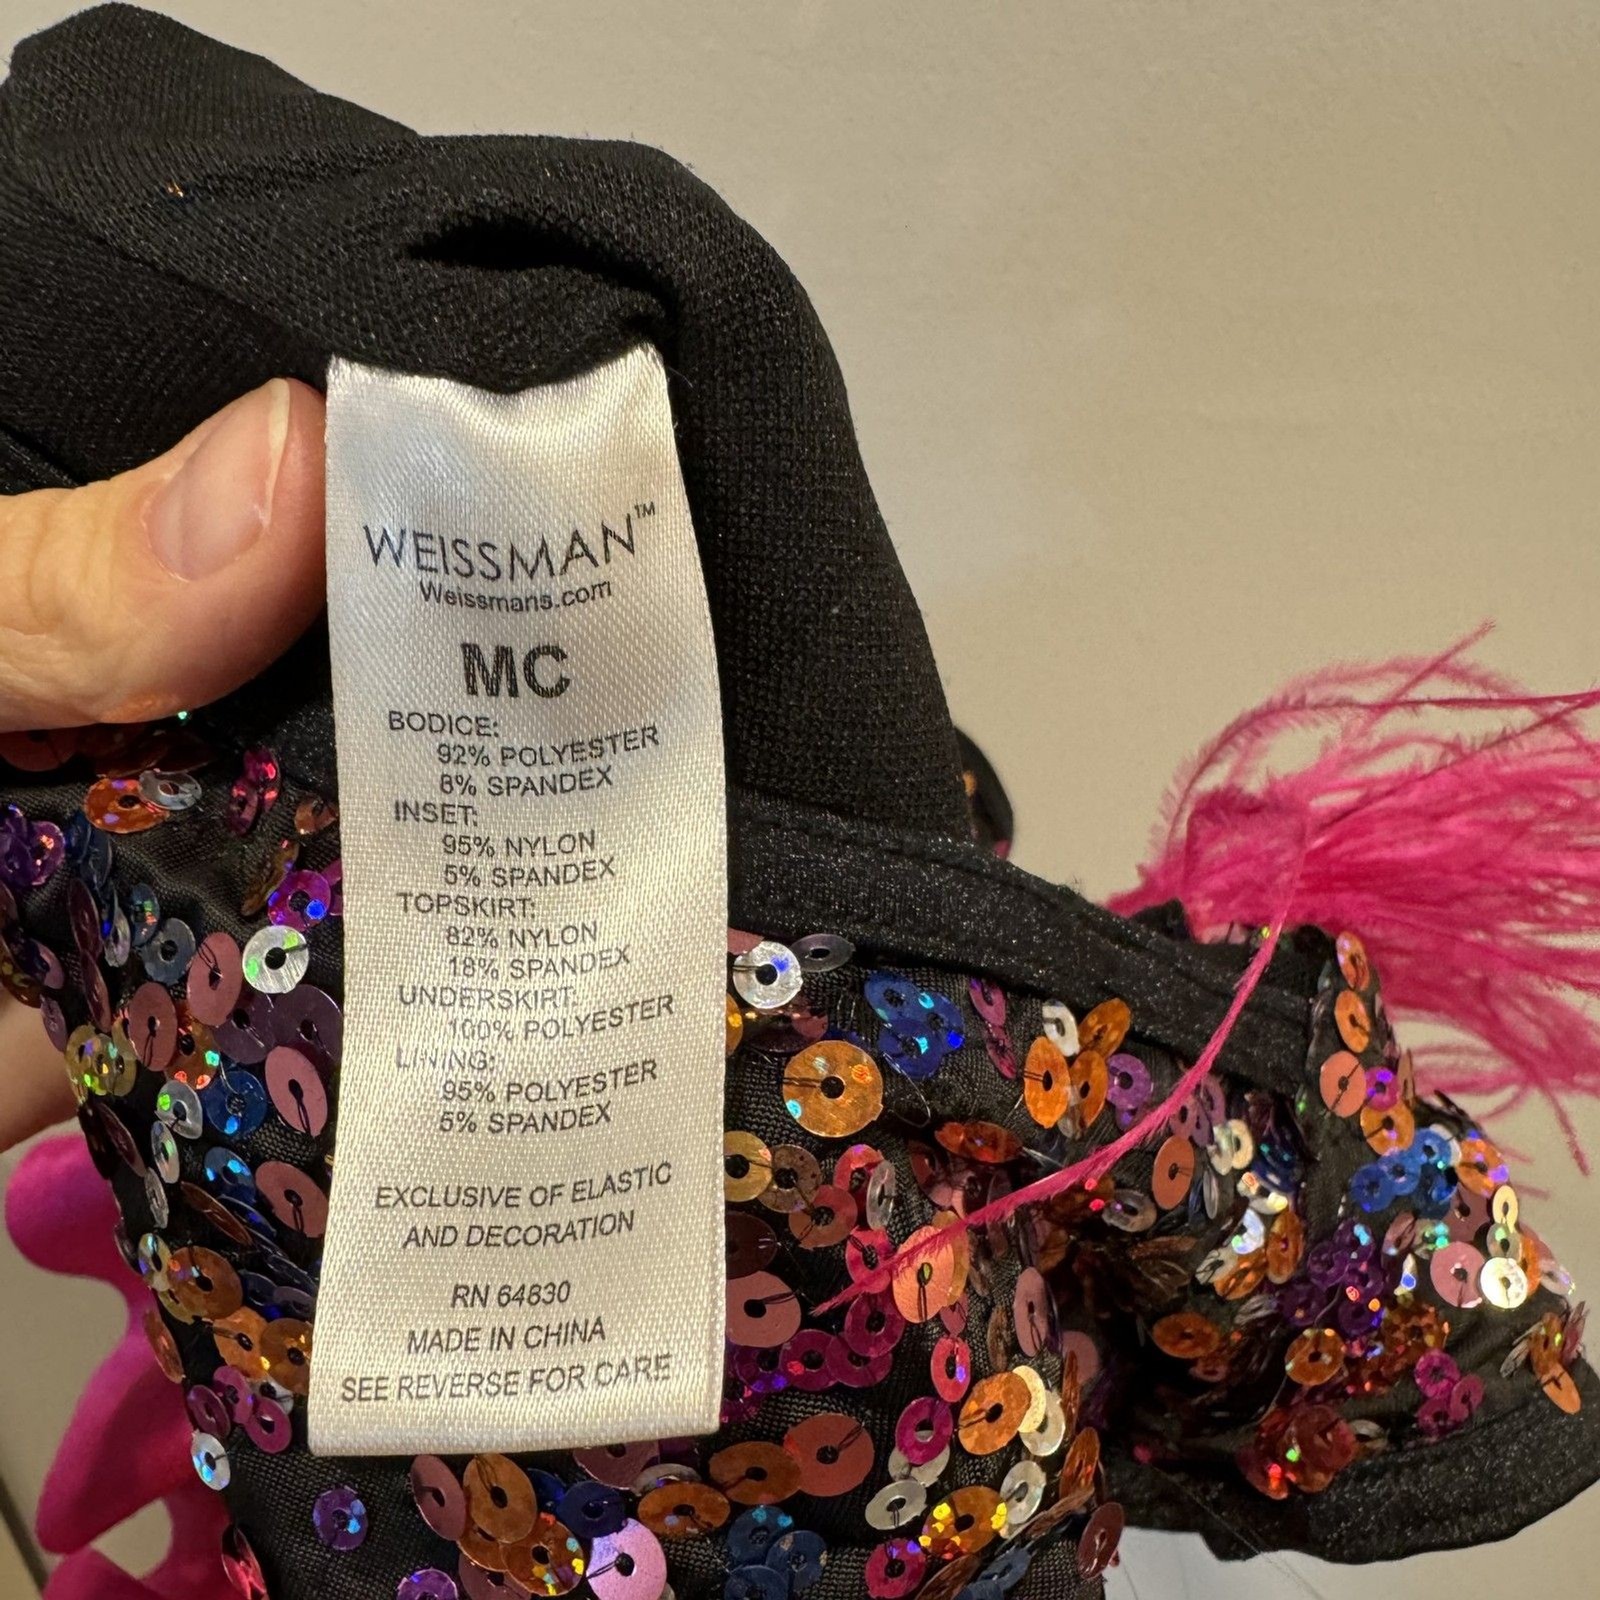 WEISSMAN™
Weissmans.com
MC
BODICE:
92% POLYESTER
8% SPANDEX
INSET:
95% NYLON
5% SPANDEX
TOPSKIRT:
82% NYLON
18% SPANDEX
UNDERSKIRT:
100% POLYESTER
LINING:
95% POLYESTER
5% SPANDEX
EXCLUSIVE OF ELASTIC
AND DECORATION
RN 64830
MADE IN CHINA
SEE REVERSE FOR CARE